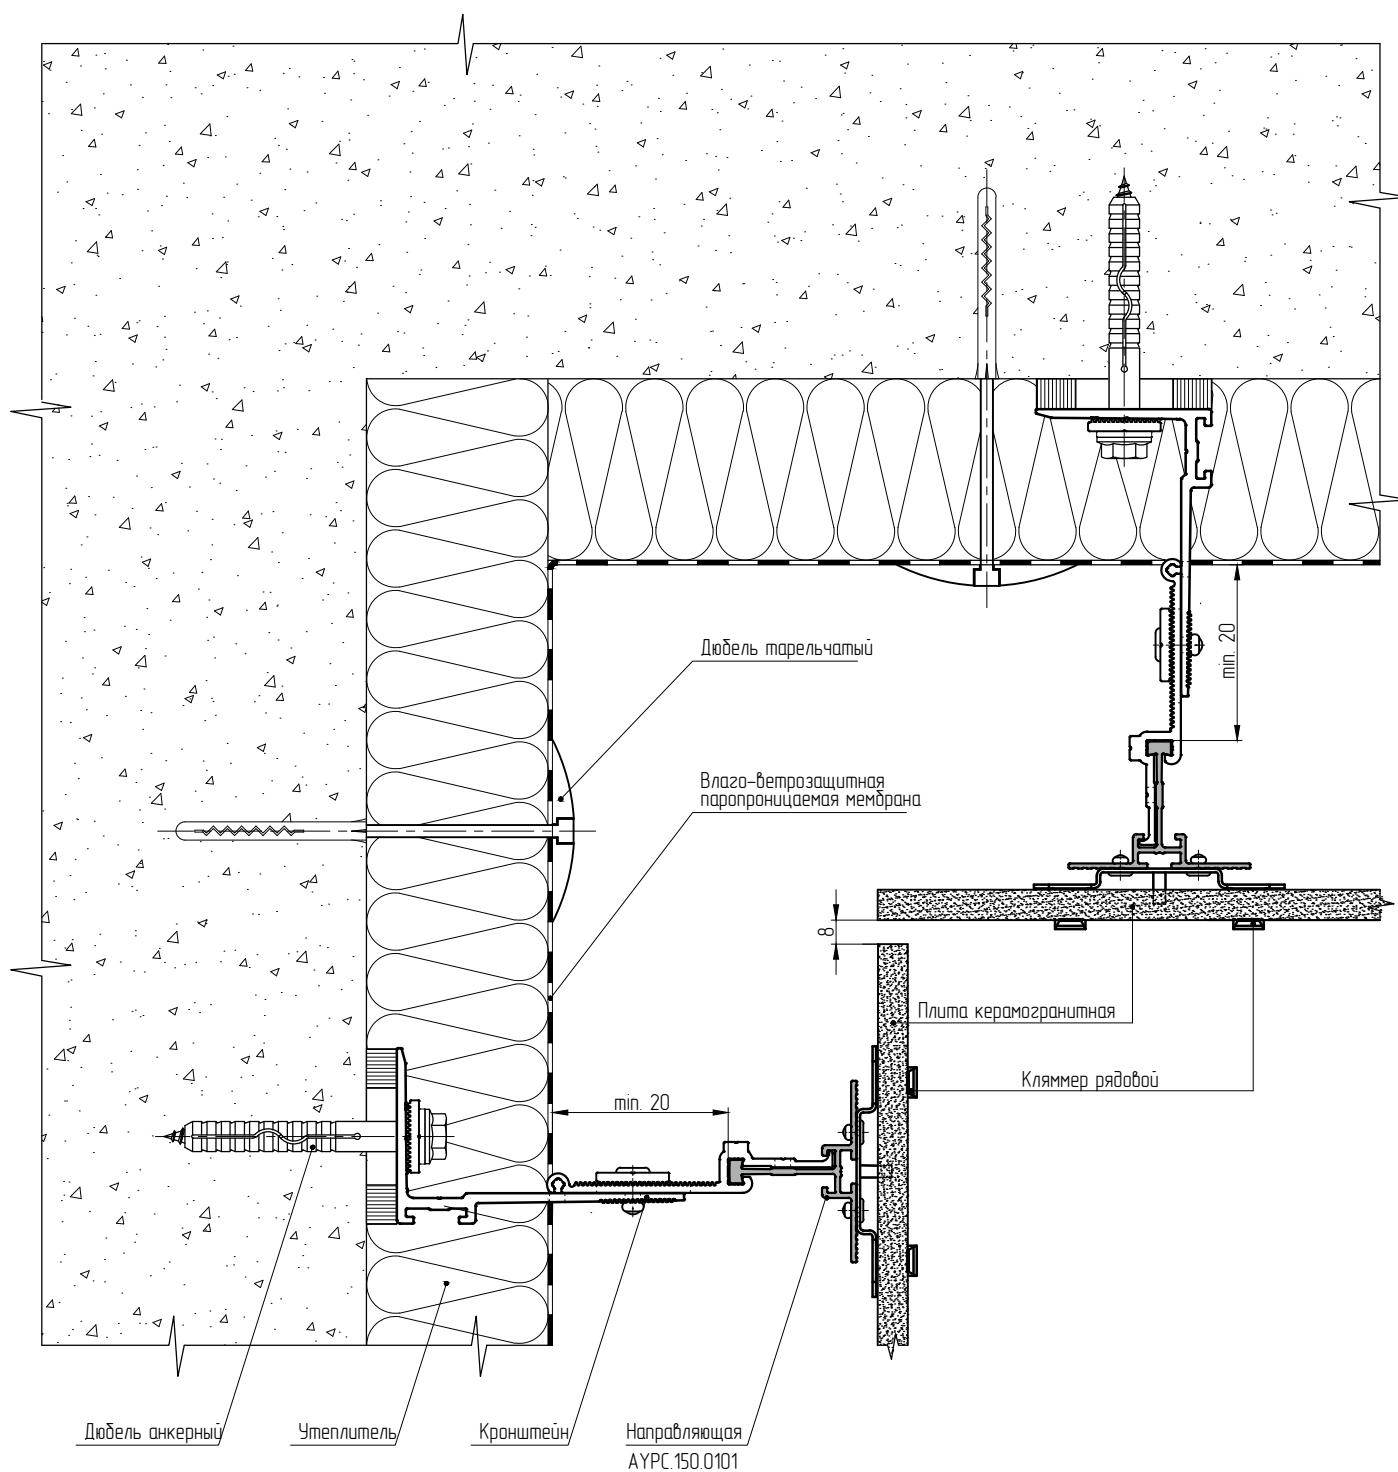 Дюбель тарельчатый
min. 20
Влаго-ветрозащитная
паропроницаемая мембрана
8
Плита керамогранитная
Кляммер рядовой
min. 20
Дюбель анкерный
Утеплитель
Кронштейн
Направляющая
AYPC.150.0101